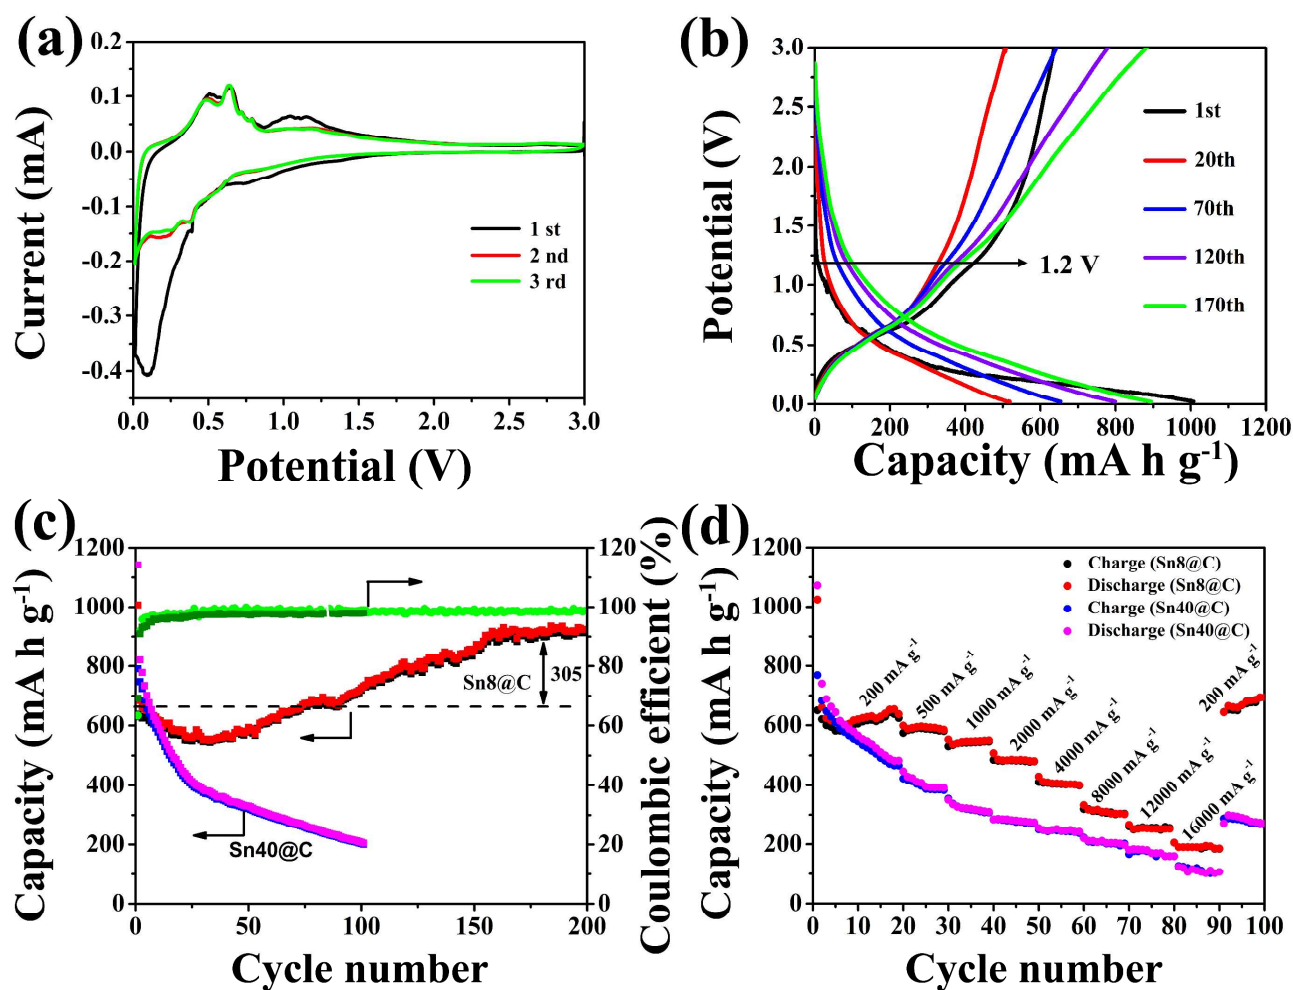 (a)
0.2
0.1
0.0
-0.1
-0.2
-0.3
-0.4
0.0 0.5 1.0 1.5 2.0 2.5 3.0
Current (mA)
Potential (V)
1 st
2 nd
3 rd
(b)
3.0
2.5
2.0
1.5
1.0
0.5
0.0
0 200 400 600 800 1000 1200
Potential (V)
Capacity (mA h g-1)
1st
20th
70th
120th
170th
1.2 V
(c)
1200
1000
800
600
400
200
0
0 50 100 150 200
120
100
80
60
40
20
0
Capacity (mA h g-1)
Coulombic efficient (%)
Cycle number
Sn8@C
305
Sn40@C
(d)
1200
1000
800
600
400
200
0
0 10 20 30 40 50 60 70 80 90 100
Capacity (mA h g-1)
Cycle number
Charge (Sn8@C)
Discharge (Sn8@C)
Charge (Sn40@C)
Discharge (Sn40@C)
200 mA g-1
500 mA g-1
1000 mA g-1
2000 mA g-1
4000 mA g-1
8000 mA g-1
12000 mA g-1
16000 mA g-1
200 mA g-1